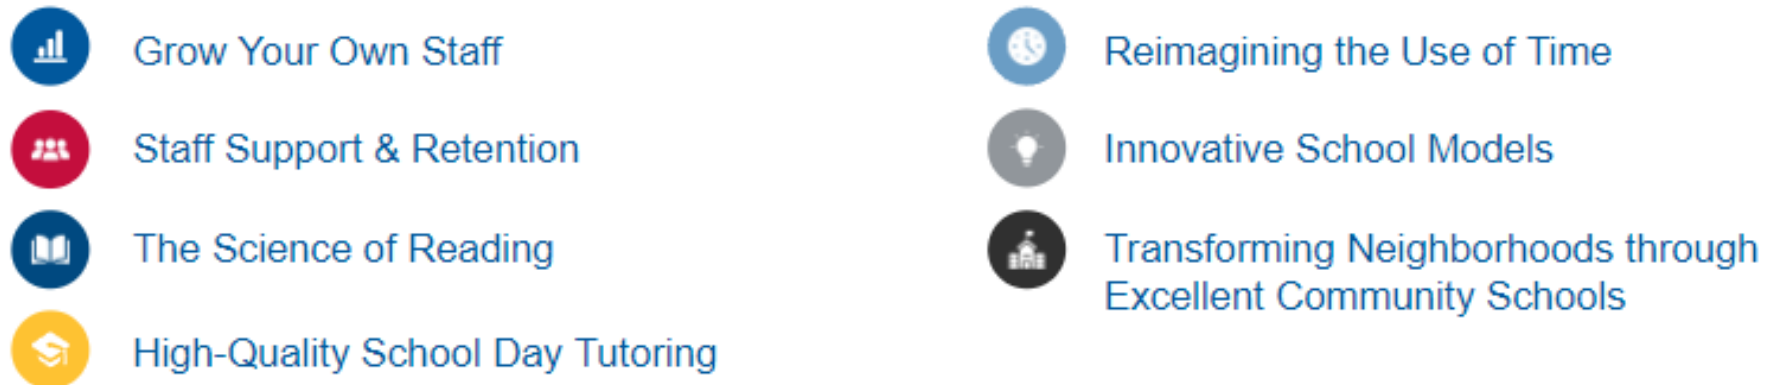 Grow Your Own Staff
Staff Support & Retention
The Science of Reading
High-Quality School Day Tutoring
Reimagining the Use of Time
Innovative School Models
Transforming Neighborhoods through
Excellent Community Schools